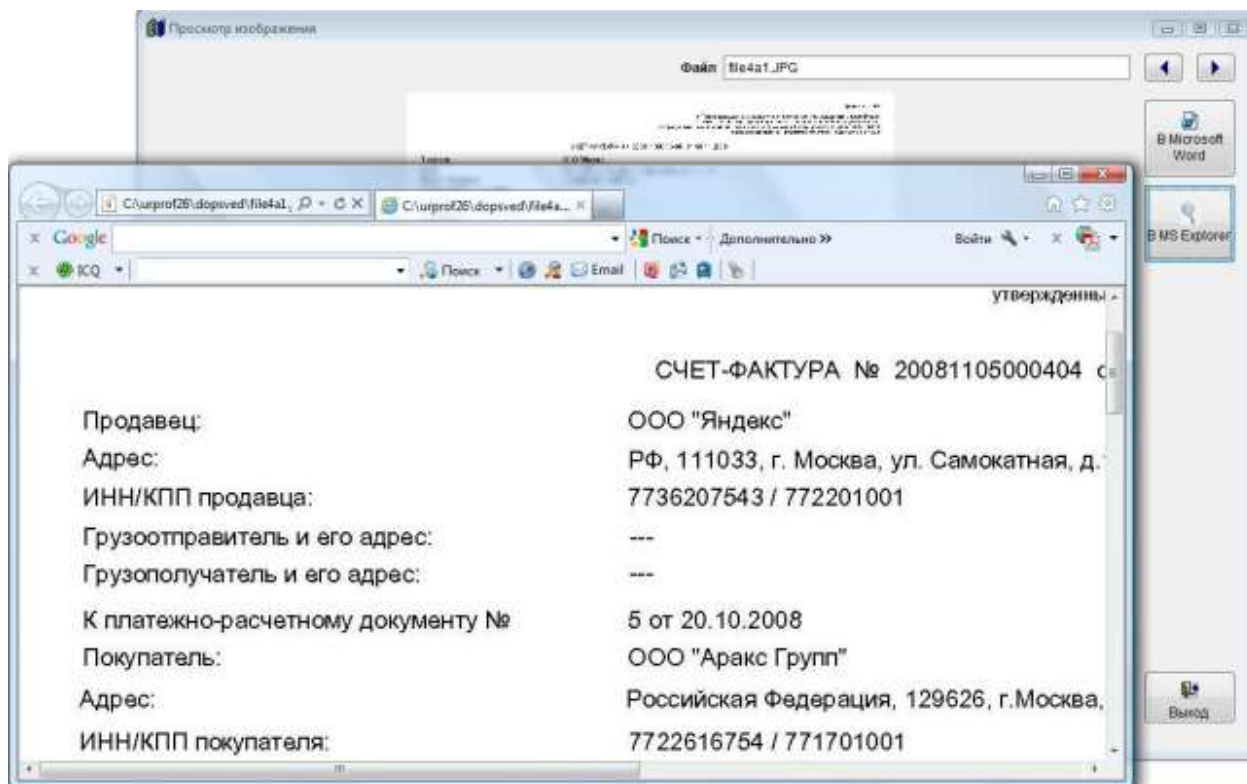 Просмотр изображения
Файл file4a1.JPG
В Microsoft Word
В MS Explorer
C:\urprof26\dopsved\file4a1.
C:\urprof26\dopsved\file4a...
Google
Поиск
Дополнительно »
Войти
ICQ
Поиск
Email
утвержденны
СЧЕТ-ФАКТУРА № 20081105000404 о
Продавец: ООО "Яндекс"
Адрес: РФ, 111033, г. Москва, ул. Самокатная, д.
ИНН/КПП продавца: 7736207543 / 772201001
Грузоотправитель и его адрес: ---
Грузополучатель и его адрес: ---
К платежно-расчетному документу № 5 от 20.10.2008
Покупатель: ООО "Аракс Групп"
Адрес: Российская Федерация, 129626, г.Москва,
ИНН/КПП покупателя: 7722616754 / 771701001
Выход